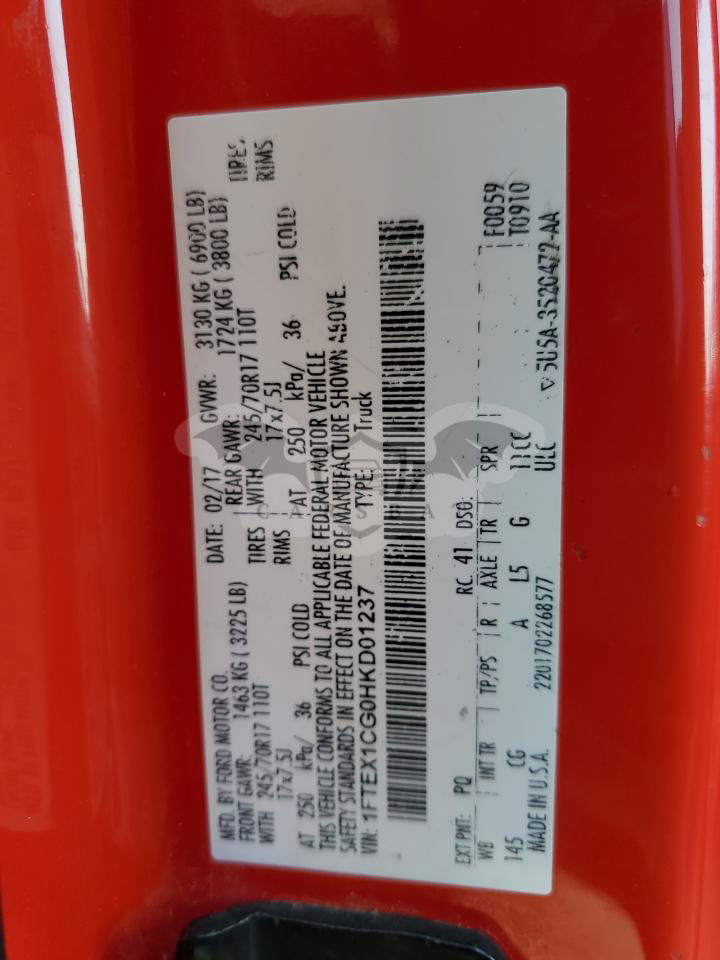 MFD. BY FORD MOTOR CO.
DATE: 02/17 GVWR: 3130 KG ( 6900 LB)
FRONT GAWR: 1463 KG ( 3225 LB)
REAR GAWR: 1724 KG ( 3800 LB)
WITH 245/70R17 110T TIRES WITH 245/70R17 110T TIRES
17x7.5J RIMS 17x7.5J RIMS
AT 250 kPa/ 36 PSI COLD AT 250 kPa/ 36 PSI COLD
THIS VEHICLE CONFORMS TO ALL APPLICABLE FEDERAL MOTOR VEHICLE
SAFETY STANDARDS IN EFFECT ON THE DATE OF MANUFACTURE SHOWN ABOVE.
VIN: 1FTEX1CG0HKD01237 TYPE: Truck
EXT PNT: PQ RC: 41 DSO: F0059
WB INT TR TP/PS R AXLE TR SPR T0910
145 CG A L5 G 11CC
MADE IN U.S.A. 2201702268577 ULC 5U5A-3520472-AA